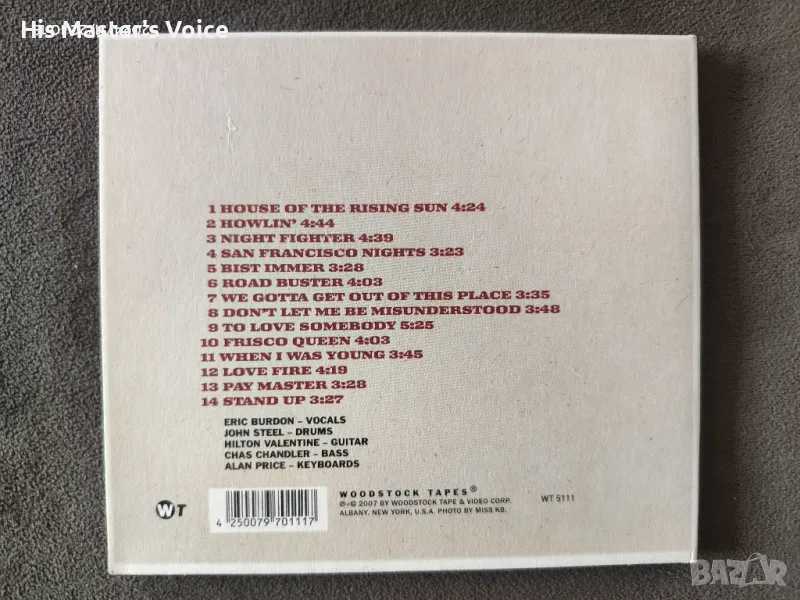 His Master's Voice
1 HOUSE OF THE RISING SUN 4:24
2 HOWLIN' 4:44
3 NIGHT FIGHTER 4:39
4 SAN FRANCISCO NIGHTS 3:23
5 BIST IMMER 3:28
6 ROAD BUSTER 4:03
7 WE GOTTA GET OUT OF THIS PLACE 3:35
8 DON'T LET ME BE MISUNDERSTOOD 3:48
9 TO LOVE SOMEBODY 5:25
10 FRISCO QUEEN 4:03
11 WHEN I WAS YOUNG 3:45
12 LOVE FIRE 4:19
13 PAY MASTER 3:28
14 STAND UP 3:27
ERIC BURDON – VOCALS
JOHN STEEL – DRUMS
HILTON VALENTINE – GUITAR
CHAS CHANDLER – BASS
ALAN PRICE – KEYBOARDS
WT
4 250079 701117
WOODSTOCK TAPES®
℗+© 2007 BY WOODSTOCK TAPE & VIDEO CORP.
ALBANY. NEW YORK, U.S.A. PHOTO BY MISS NB.
WT 5111
BAZAR